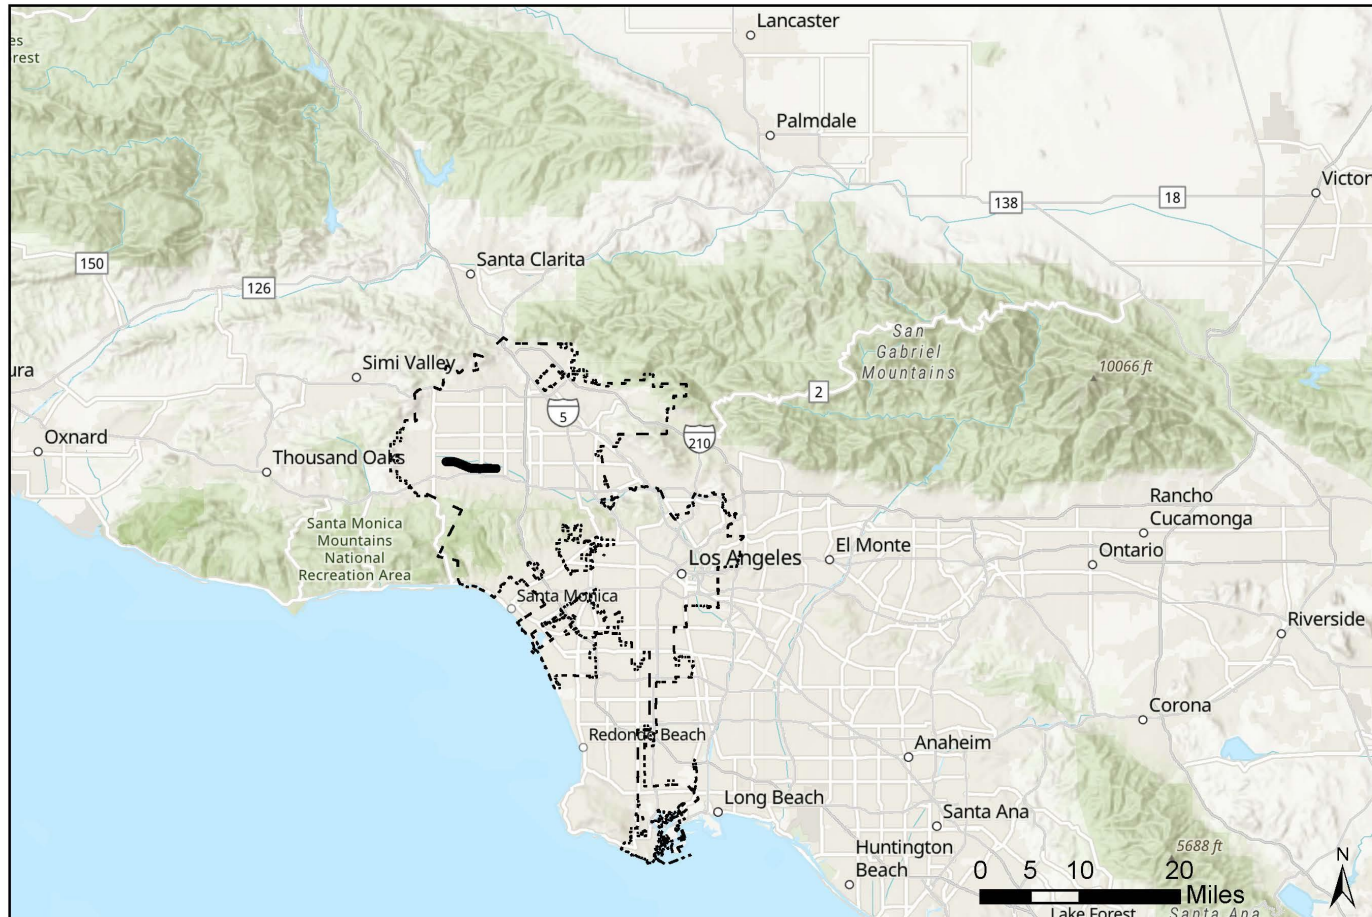 Lancaster
es
rest
Palmdale
Victor
138
18
150
Santa Clarita
126
San
Gabriel
Mountains
10066 ft
Simi Valley
ura
2
5
210
Oxnard
Thousand Oaks
Rancho
Cucamonga
Santa Monica
Mountains
National
Recreation Area
Los Angeles
El Monte
Ontario
Santa Monica
Riverside
Corona
Redondo Beach
Anaheim
Long Beach
Santa Ana
Huntington
Beach
5688 ft
N
0 5 10 20
Miles
Lake Forest
Santa Ana